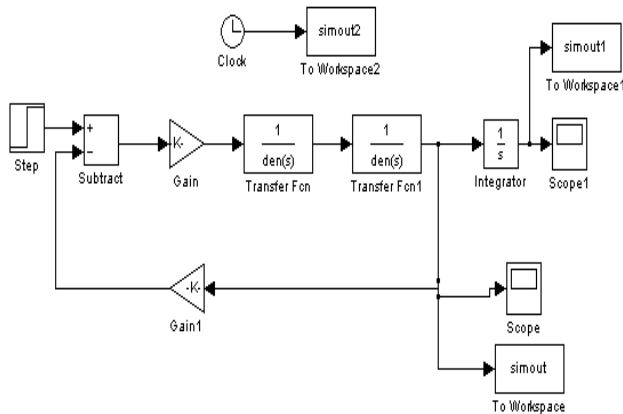 simout2
Clock
To Workspace2
simout1
To Workspace1
Step
+
−
Subtract
K-
Gain
1
den(s)
Transfer Fcn
1
den(s)
Transfer Fcn1
1
s
Integrator
Scope1
-K-
Gain1
Scope
simout
To Workspace